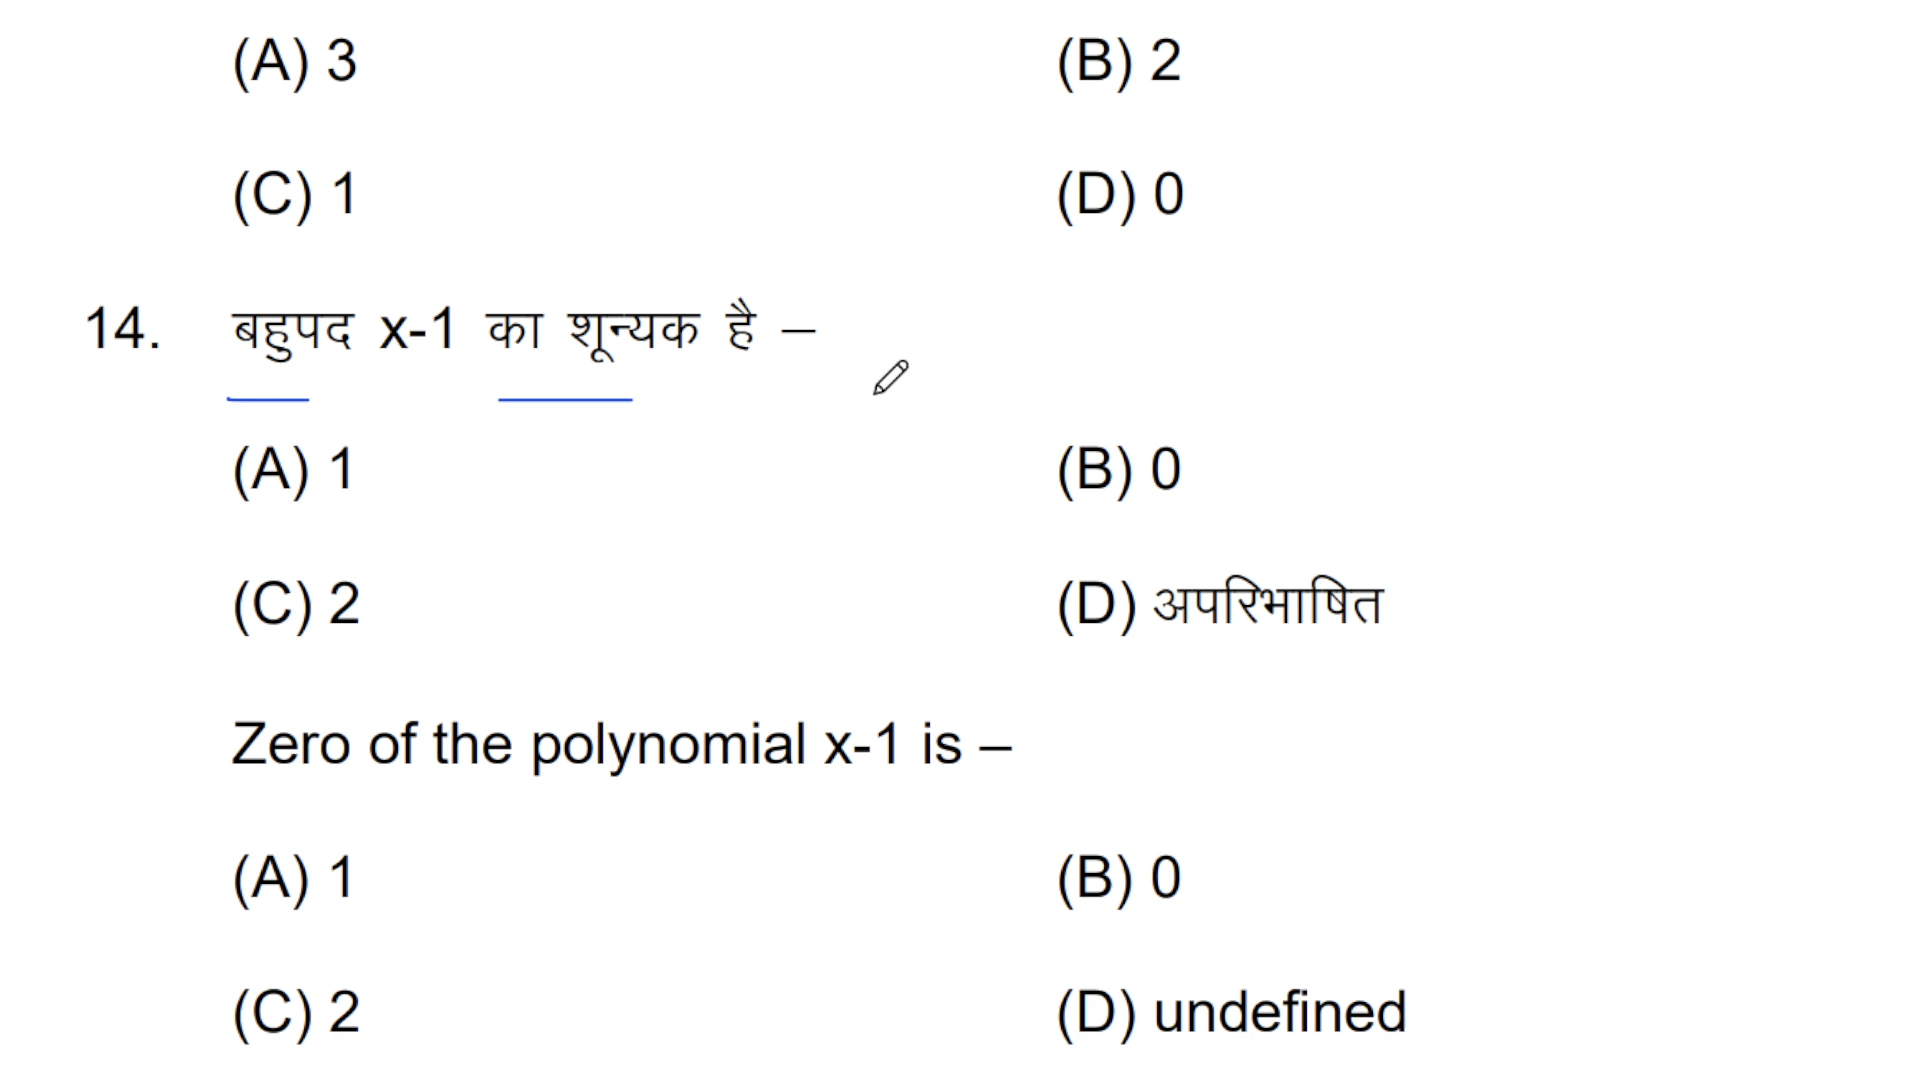 (A) 3 (B) 2
(C) 1 (D) 0
14. बहुपद x-1 का शून्यक है –
(A) 1 (B) 0
(C) 2 (D) अपरिभाषित
Zero of the polynomial x-1 is –
(A) 1 (B) 0
(C) 2 (D) undefined